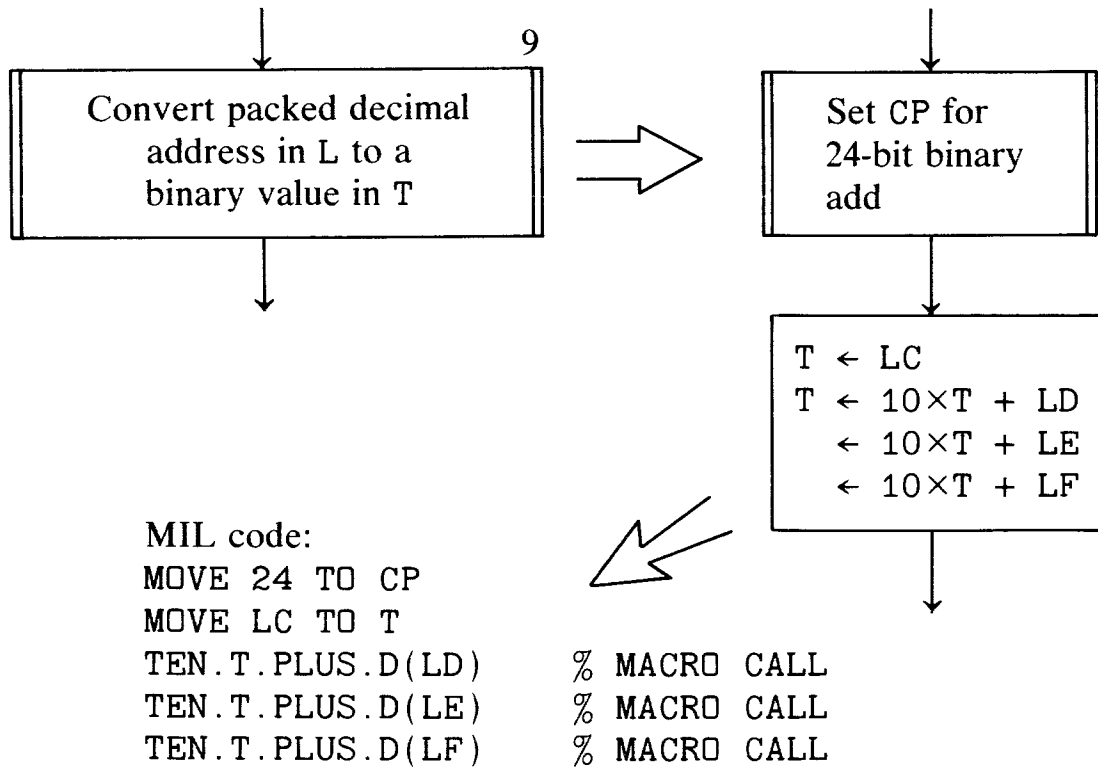 9
Convert packed decimal
address in L to a
binary value in T
Set CP for
24-bit binary
add
T ← LC
T ← 10×T + LD
← 10×T + LE
← 10×T + LF
MIL code:
MOVE 24 TO CP
MOVE LC TO T
TEN.T.PLUS.D(LD) % MACRO CALL
TEN.T.PLUS.D(LE) % MACRO CALL
TEN.T.PLUS.D(LF) % MACRO CALL